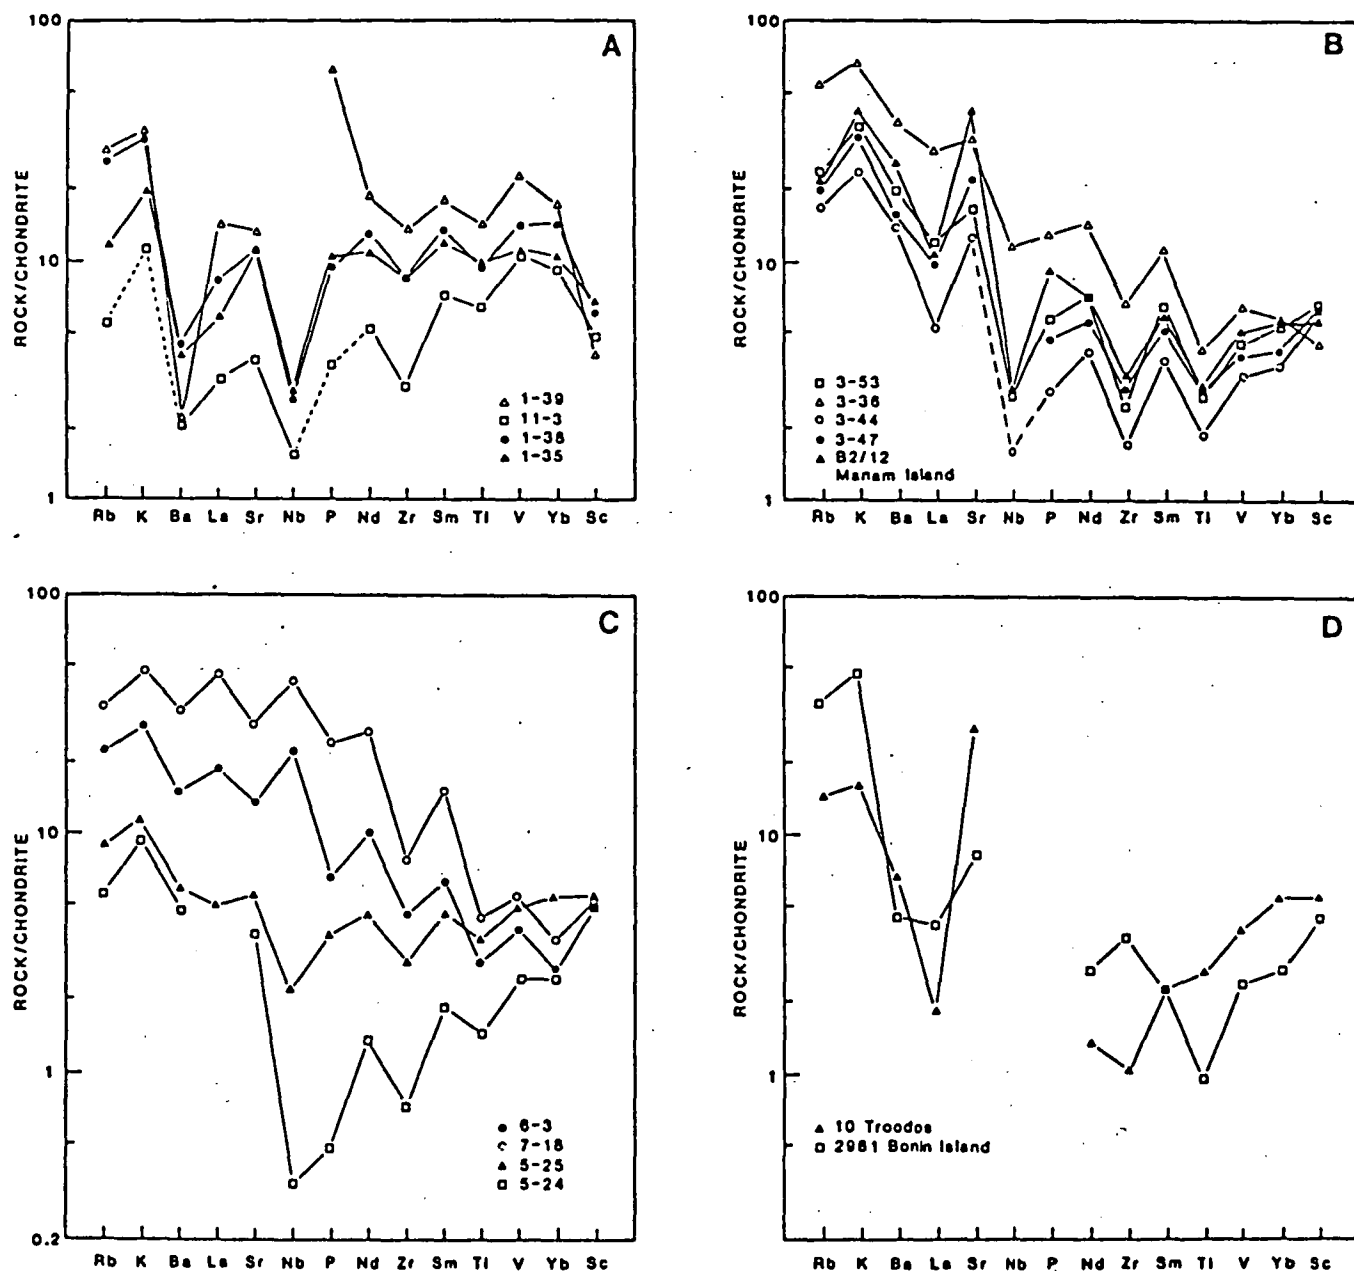 A
100
10
1
ROCK/CHONDRITE
1-39
11-3
1-38
1-35
Rb K Ba La Sr Nb P Nd Zr Sm Ti V Yb Sc
B
100
10
1
ROCK/CHONDRITE
3-53
3-36
3-44
3-47
B2/12
Manam Island
Rb K Ba La Sr Nb P Nd Zr Sm Ti V Yb Sc
C
100
10
1
0.2
ROCK/CHONDRITE
6-3
7-18
5-25
5-24
Rb K Ba La Sr Nb P Nd Zr Sm Ti V Yb Sc
D
100
10
1
ROCK/CHONDRITE
10 Troodos
2981 Bonin Island
Rb K Ba La Sr Nb P Nd Zr Sm Ti V Yb Sc